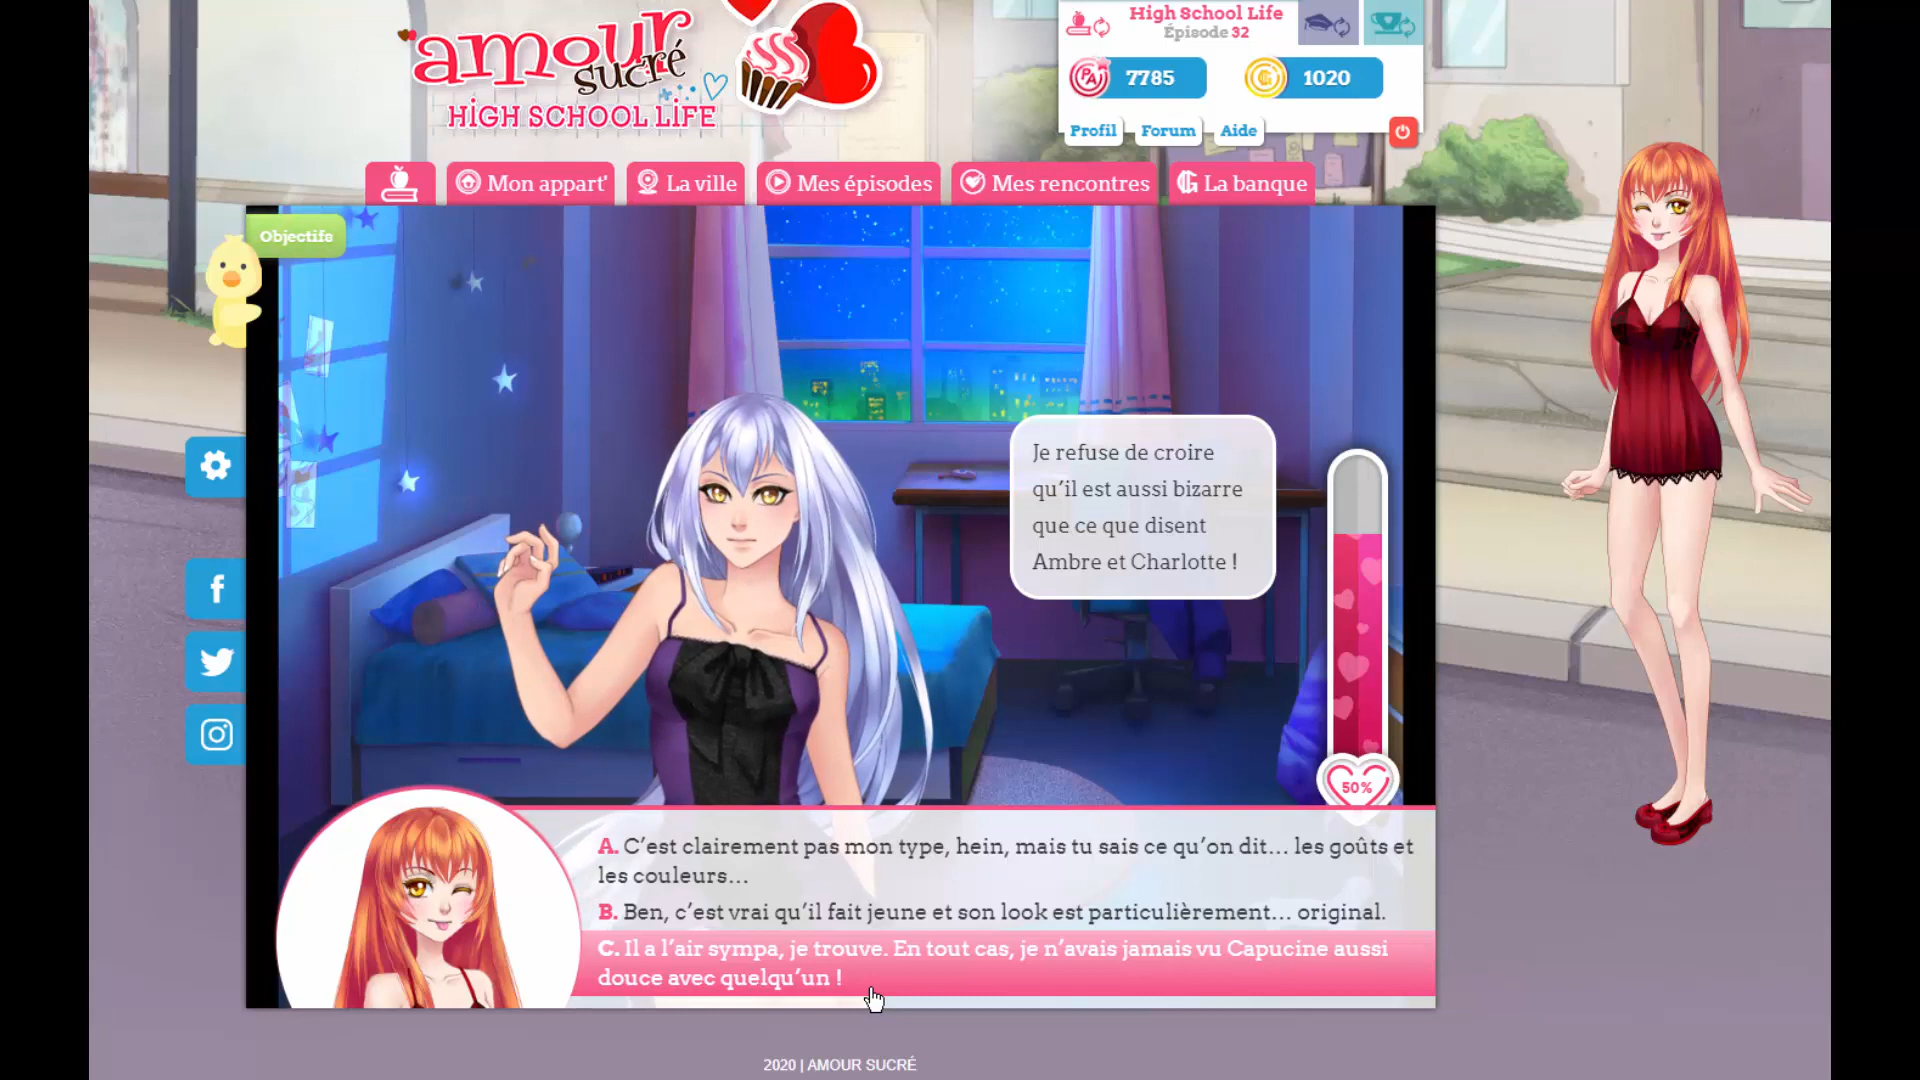 amour
sucré
HiGH SCHOOL LiFE
High School Life
Épisode 32
PA
7785
1020
Profil
Forum
Aide
Mon appart'
La ville
Mes épisodes
Mes rencontres
La banque
Objectifs
Je refuse de croire
qu'il est aussi bizarre
que ce que disent
Ambre et Charlotte !
50%
A. C'est clairement pas mon type, hein, mais tu sais ce qu'on dit... les goûts et
les couleurs...
B. Ben, c'est vrai qu'il fait jeune et son look est particulièrement... original.
C. Il a l'air sympa, je trouve. En tout cas, je n'avais jamais vu Capucine aussi
douce avec quelqu'un !
2020 | AMOUR SUCRÉ